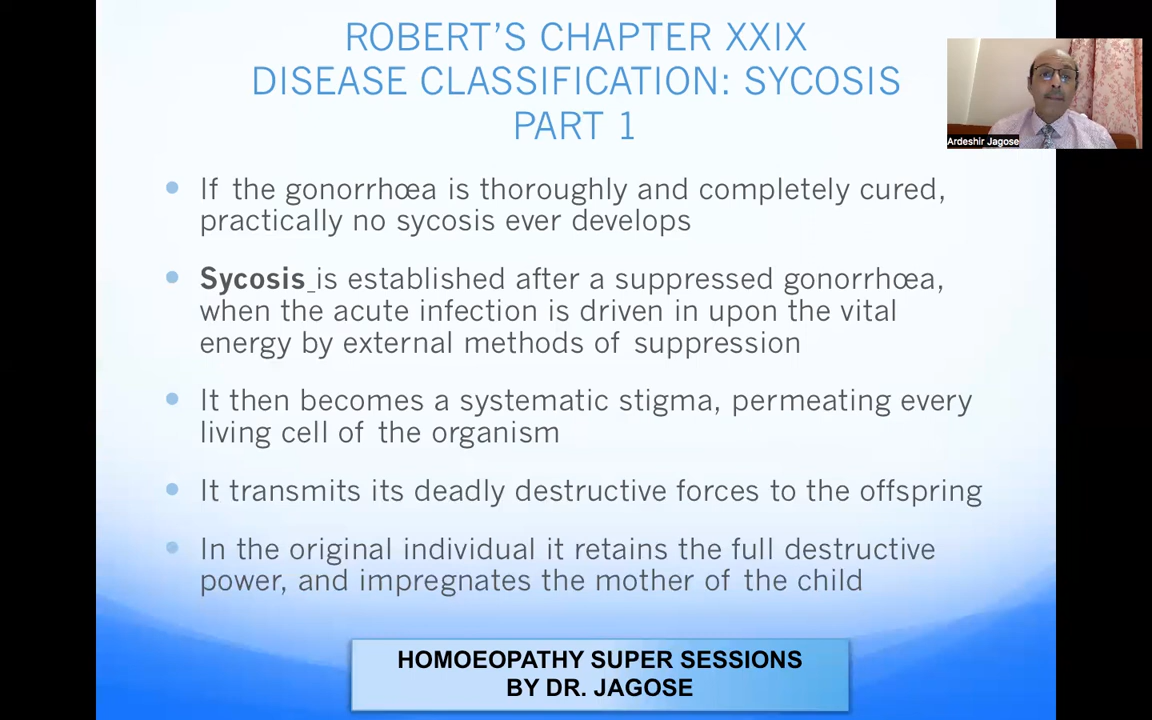 ROBERT'S CHAPTER XXIX
DISEASE CLASSIFICATION: SYCOSIS
PART 1
Ardeshir Jagose
• If the gonorrhœa is thoroughly and completely cured,
practically no sycosis ever develops
• Sycosis is established after a suppressed gonorrhœa,
when the acute infection is driven in upon the vital
energy by external methods of suppression
• It then becomes a systematic stigma, permeating every
living cell of the organism
• It transmits its deadly destructive forces to the offspring
• In the original individual it retains the full destructive
power, and impregnates the mother of the child
HOMOEOPATHY SUPER SESSIONS
BY DR. JAGOSE